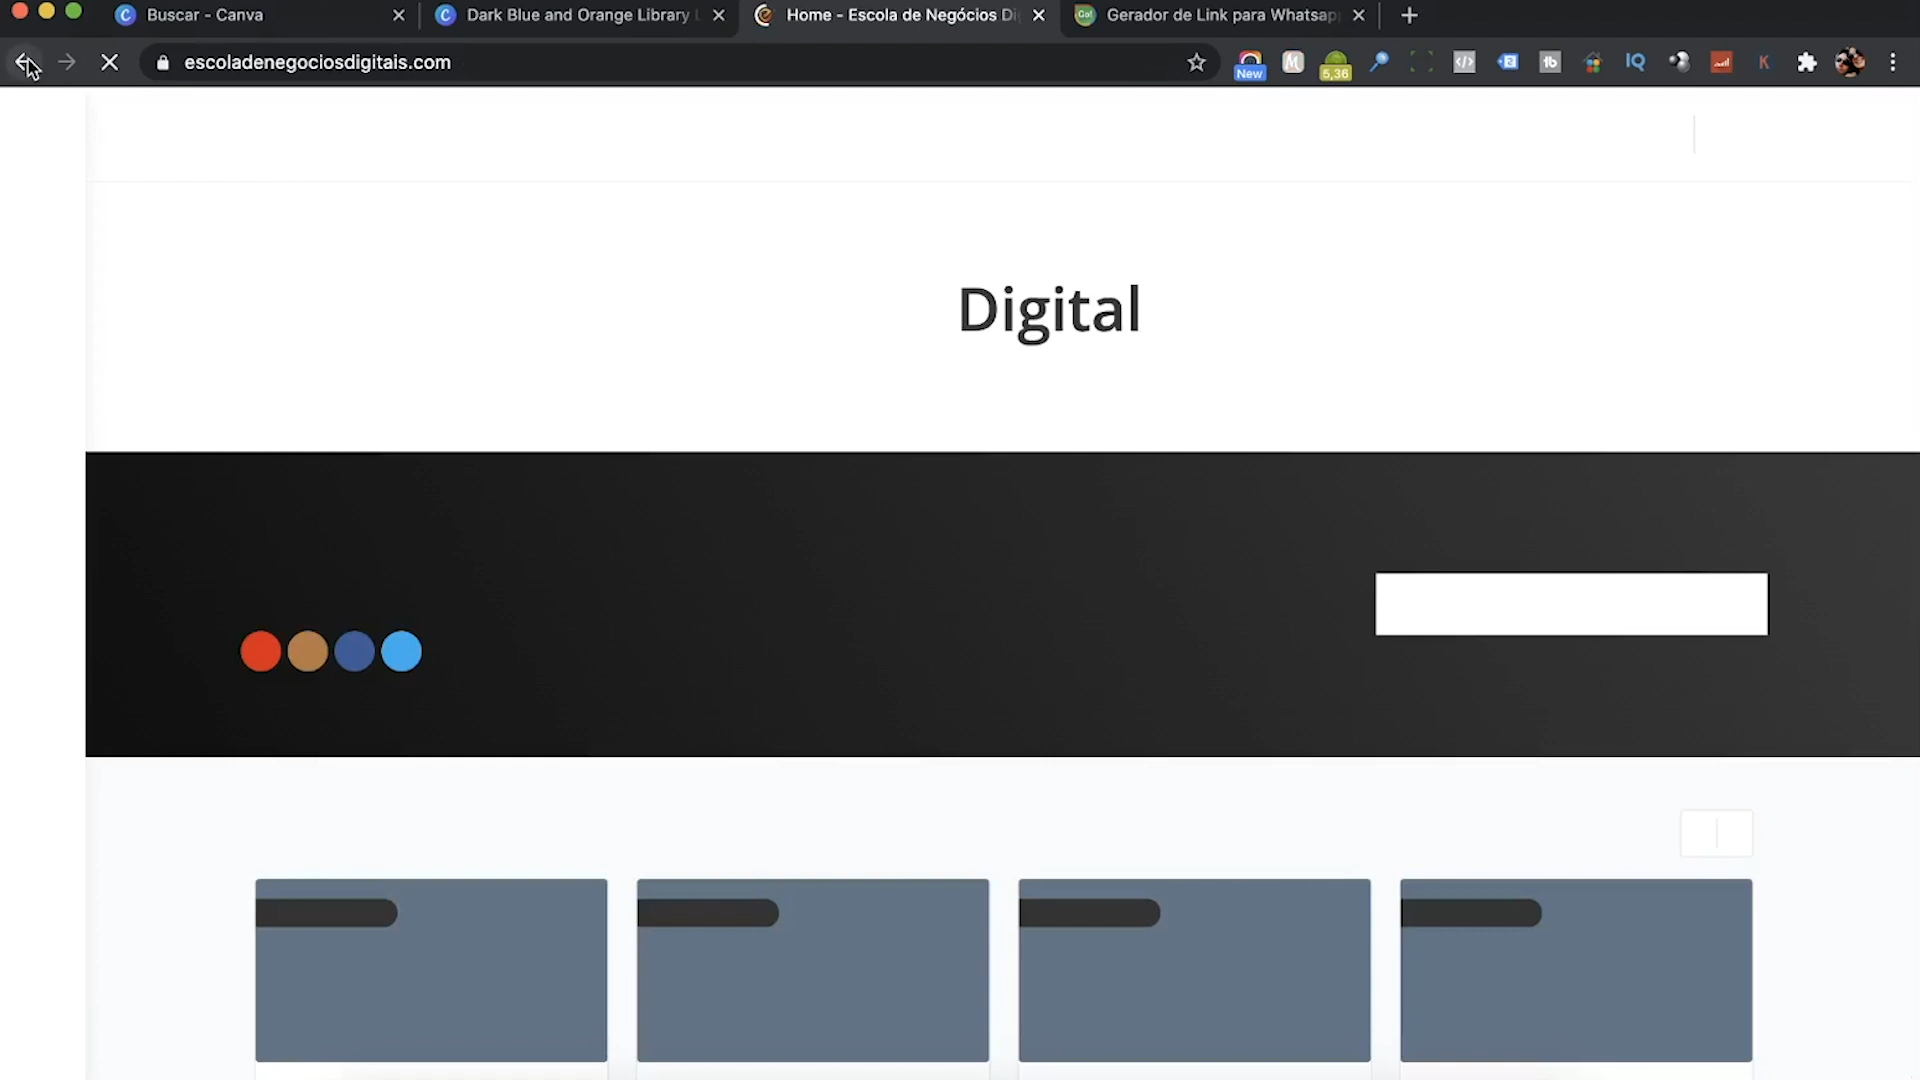 Buscar - Canva
Dark Blue and Orange Library
Home - Escola de Negócios Di
Gerador de Link para Whatsap
escoladenegociosdigitais.com
New
5,36
IQ
K
Digital